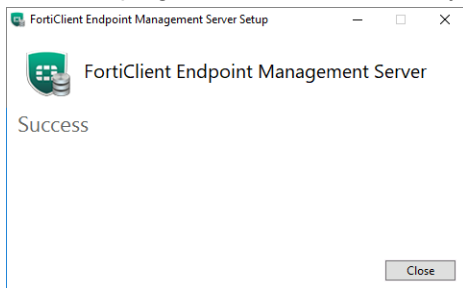 FortiClient Endpoint Management Server Setup
FortiClient Endpoint Management Server
Success
Close